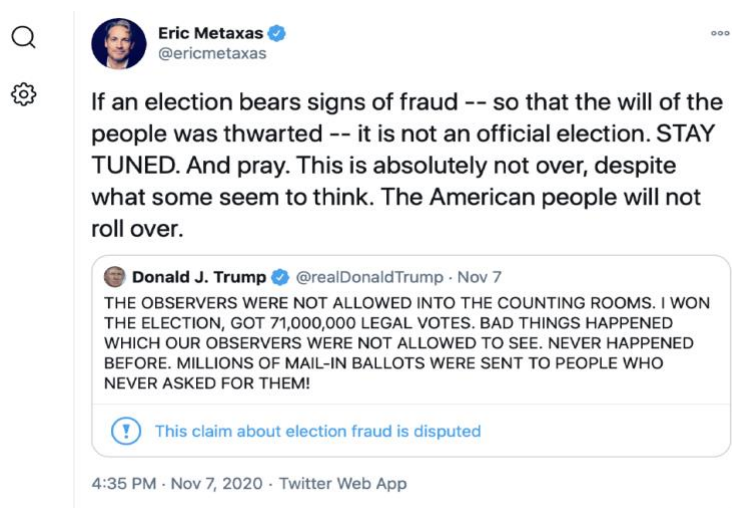 Eric Metaxas
@ericmetaxas
If an election bears signs of fraud -- so that the will of the
people was thwarted -- it is not an official election. STAY
TUNED. And pray. This is absolutely not over, despite
what some seem to think. The American people will not
roll over.
Donald J. Trump @realDonaldTrump · Nov 7
THE OBSERVERS WERE NOT ALLOWED INTO THE COUNTING ROOMS. I WON
THE ELECTION, GOT 71,000,000 LEGAL VOTES. BAD THINGS HAPPENED
WHICH OUR OBSERVERS WERE NOT ALLOWED TO SEE. NEVER HAPPENED
BEFORE. MILLIONS OF MAIL-IN BALLOTS WERE SENT TO PEOPLE WHO
NEVER ASKED FOR THEM!
This claim about election fraud is disputed
4:35 PM · Nov 7, 2020 · Twitter Web App